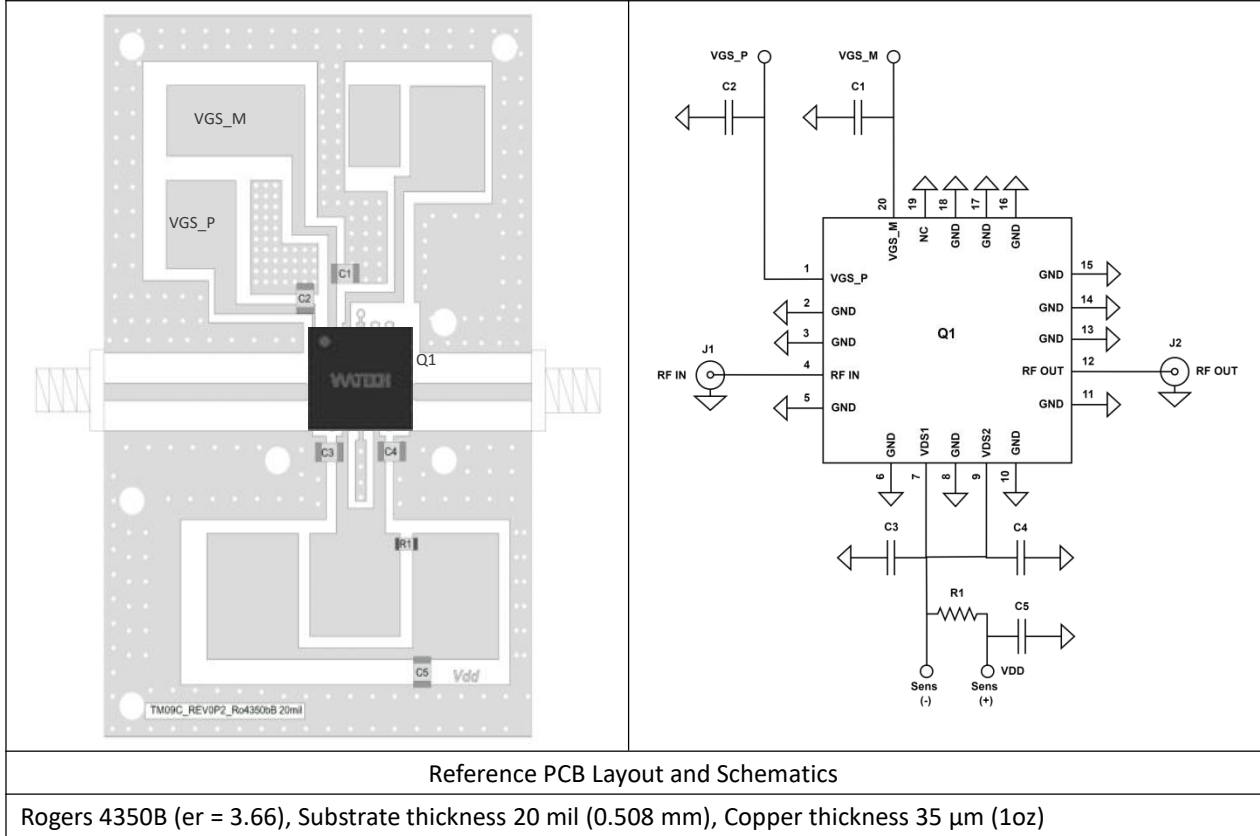 VGS_M
VGS_P
C1
C2
Q1
C3
C4
R1
C5
Vdd
TM09C_REV0P2_Ro4350bB 20mil
VGS_P
VGS_M
C2
C1
20
19
18
17
16
VGS_M
NC
GND
GND
GND
1
VGS_P
GND
15
2
GND
GND
14
3
GND
Q1
GND
13
J1
J2
RF IN
4
RF IN
RF OUT
12
RF OUT
5
GND
GND
11
GND
VDS1
GND
VDS2
GND
6
7
8
9
10
C3
C4
R1
C5
VDD
Sens
(-)
Sens
(+)
Reference PCB Layout and Schematics
Rogers 4350B (er = 3.66), Substrate thickness 20 mil (0.508 mm), Copper thickness 35 µm (1oz)